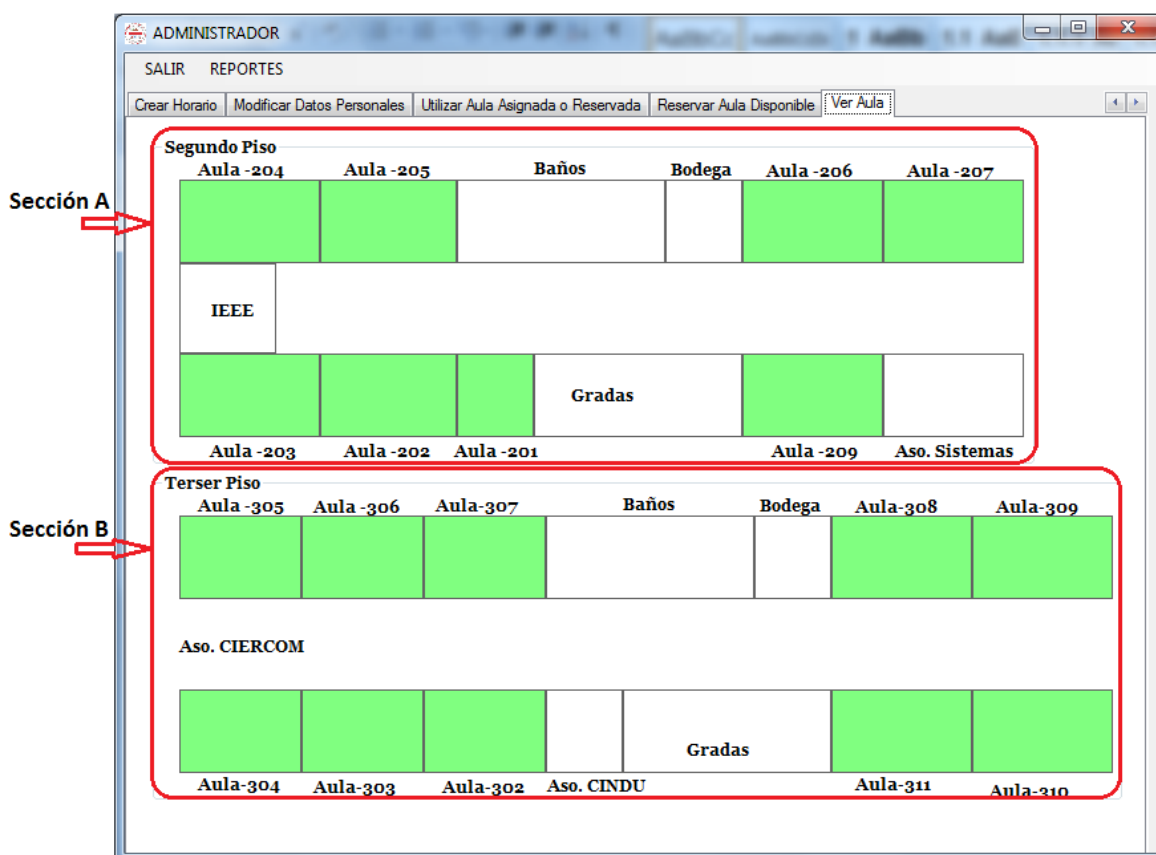 ADMINISTRADOR
SALIR REPORTES
Crear Horario Modificar Datos Personales Utilizar Aula Asignada o Reservada Reservar Aula Disponible Ver Aula
Segundo Piso
Aula -204 Aula -205 Baños Bodega Aula -206 Aula -207
Sección A
IEEE
Gradas
Aula -203 Aula -202 Aula -201 Aula -209 Aso. Sistemas
Terser Piso
Aula -305 Aula -306 Aula-307 Baños Bodega Aula-308 Aula-309
Sección B
Aso. CIERCOM
Gradas
Aula-304 Aula-303 Aula-302 Aso. CINDU Aula-311 Aula-310